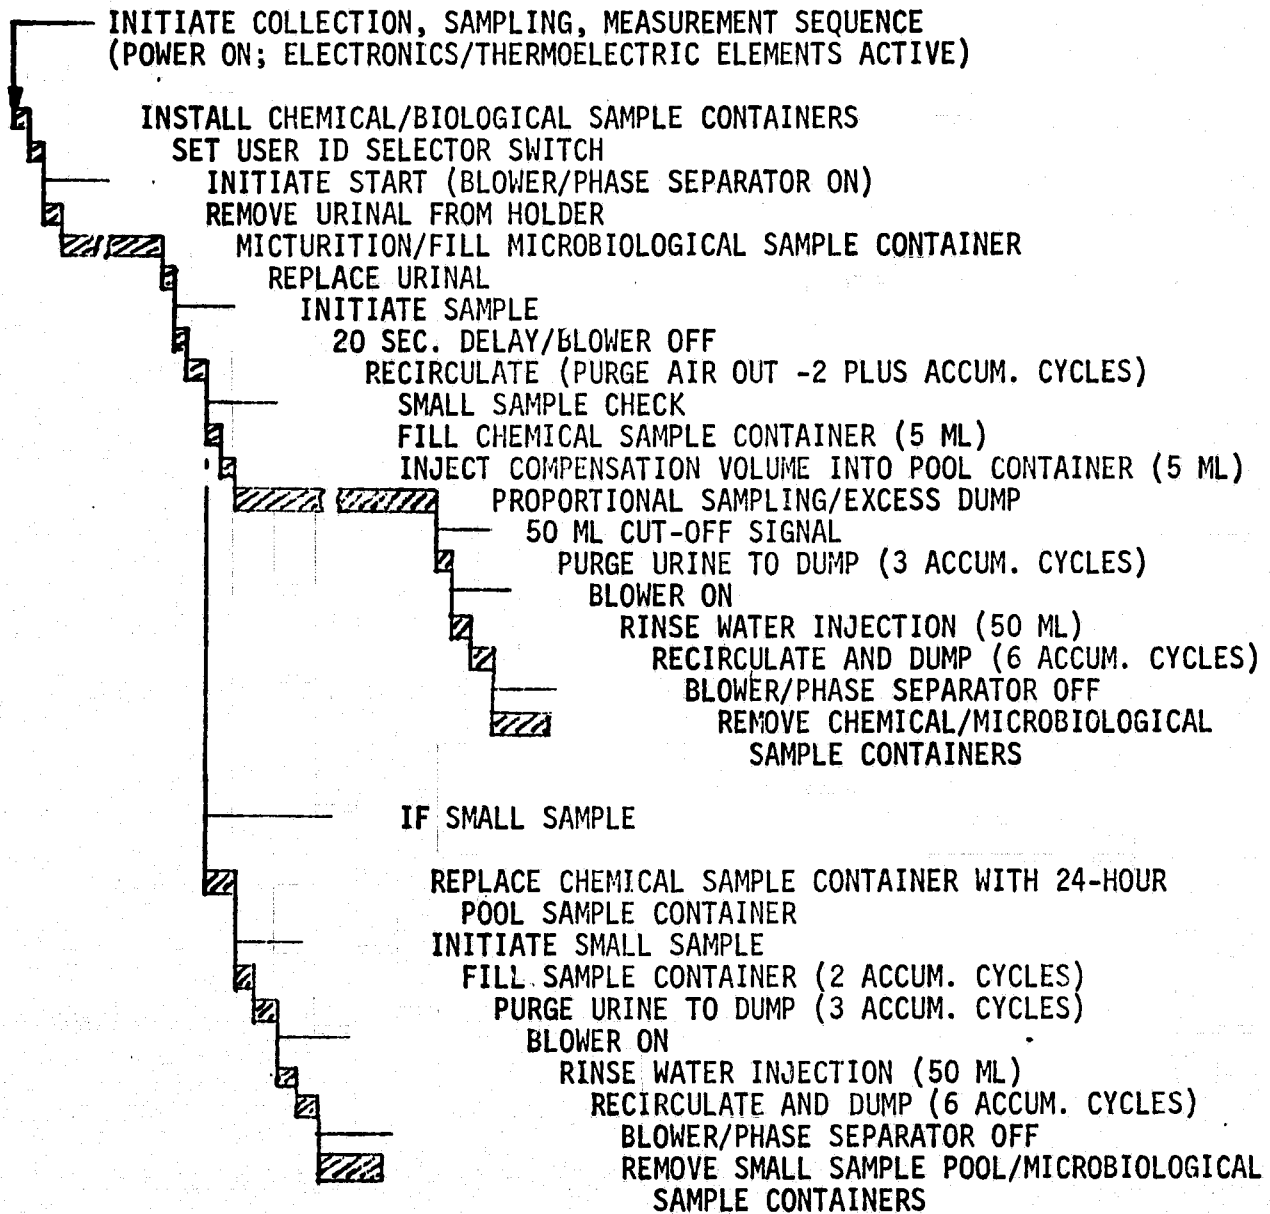 INITIATE COLLECTION, SAMPLING, MEASUREMENT SEQUENCE
(POWER ON; ELECTRONICS/THERMOELECTRIC ELEMENTS ACTIVE)
INSTALL CHEMICAL/BIOLOGICAL SAMPLE CONTAINERS
SET USER ID SELECTOR SWITCH
INITIATE START (BLOWER/PHASE SEPARATOR ON)
REMOVE URINAL FROM HOLDER
MICTURITION/FILL MICROBIOLOGICAL SAMPLE CONTAINER
REPLACE URINAL
INITIATE SAMPLE
20 SEC. DELAY/BLOWER OFF
RECIRCULATE (PURGE AIR OUT -2 PLUS ACCUM. CYCLES)
SMALL SAMPLE CHECK
FILL CHEMICAL SAMPLE CONTAINER (5 ML)
INJECT COMPENSATION VOLUME INTO POOL CONTAINER (5 ML)
PROPORTIONAL SAMPLING/EXCESS DUMP
50 ML CUT-OFF SIGNAL
PURGE URINE TO DUMP (3 ACCUM. CYCLES)
BLOWER ON
RINSE WATER INJECTION (50 ML)
RECIRCULATE AND DUMP (6 ACCUM. CYCLES)
BLOWER/PHASE SEPARATOR OFF
REMOVE CHEMICAL/MICROBIOLOGICAL
SAMPLE CONTAINERS
IF SMALL SAMPLE
REPLACE CHEMICAL SAMPLE CONTAINER WITH 24-HOUR
POOL SAMPLE CONTAINER
INITIATE SMALL SAMPLE
FILL SAMPLE CONTAINER (2 ACCUM. CYCLES)
PURGE URINE TO DUMP (3 ACCUM. CYCLES)
BLOWER ON
RINSE WATER INJECTION (50 ML)
RECIRCULATE AND DUMP (6 ACCUM. CYCLES)
BLOWER/PHASE SEPARATOR OFF
REMOVE SMALL SAMPLE POOL/MICROBIOLOGICAL
SAMPLE CONTAINERS